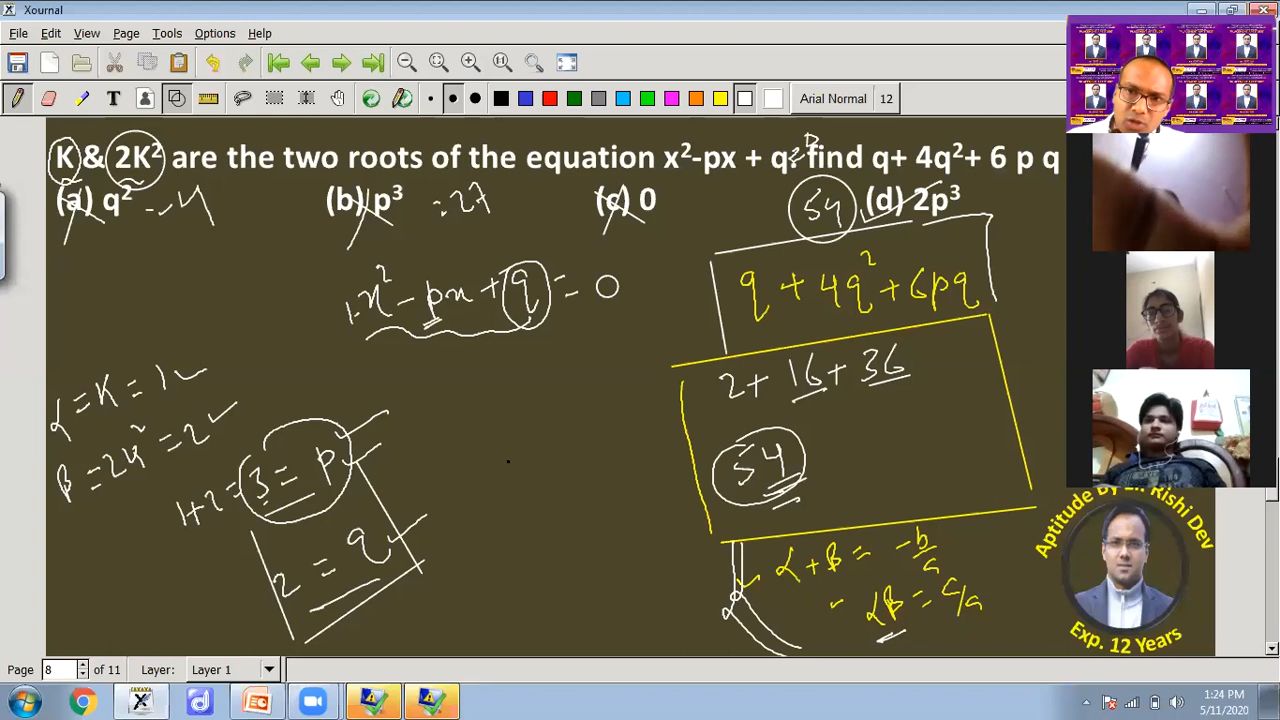 Xournal
File Edit View Page Tools Options Help
Arial Normal 12
K & 2K² are the two roots of the equation x²-px + q; find q+ 4q²+ 6 p q
(a) q² = 4 (b) p³ = 27 (c) 0 54 (d) 2p³
1.x² - px + q = 0
q + 4q² + 6pq
2 + 16 + 36
54
α = K = 1
β = 2K² = 2
1+2 = 3 = p
2 = q
α + β = -b/a
αβ = c/a
Aptitude By Er. Rishi Dev
Exp. 12 Years
Page 8 of 11 Layer: Layer 1
1:24 PM
5/11/2020